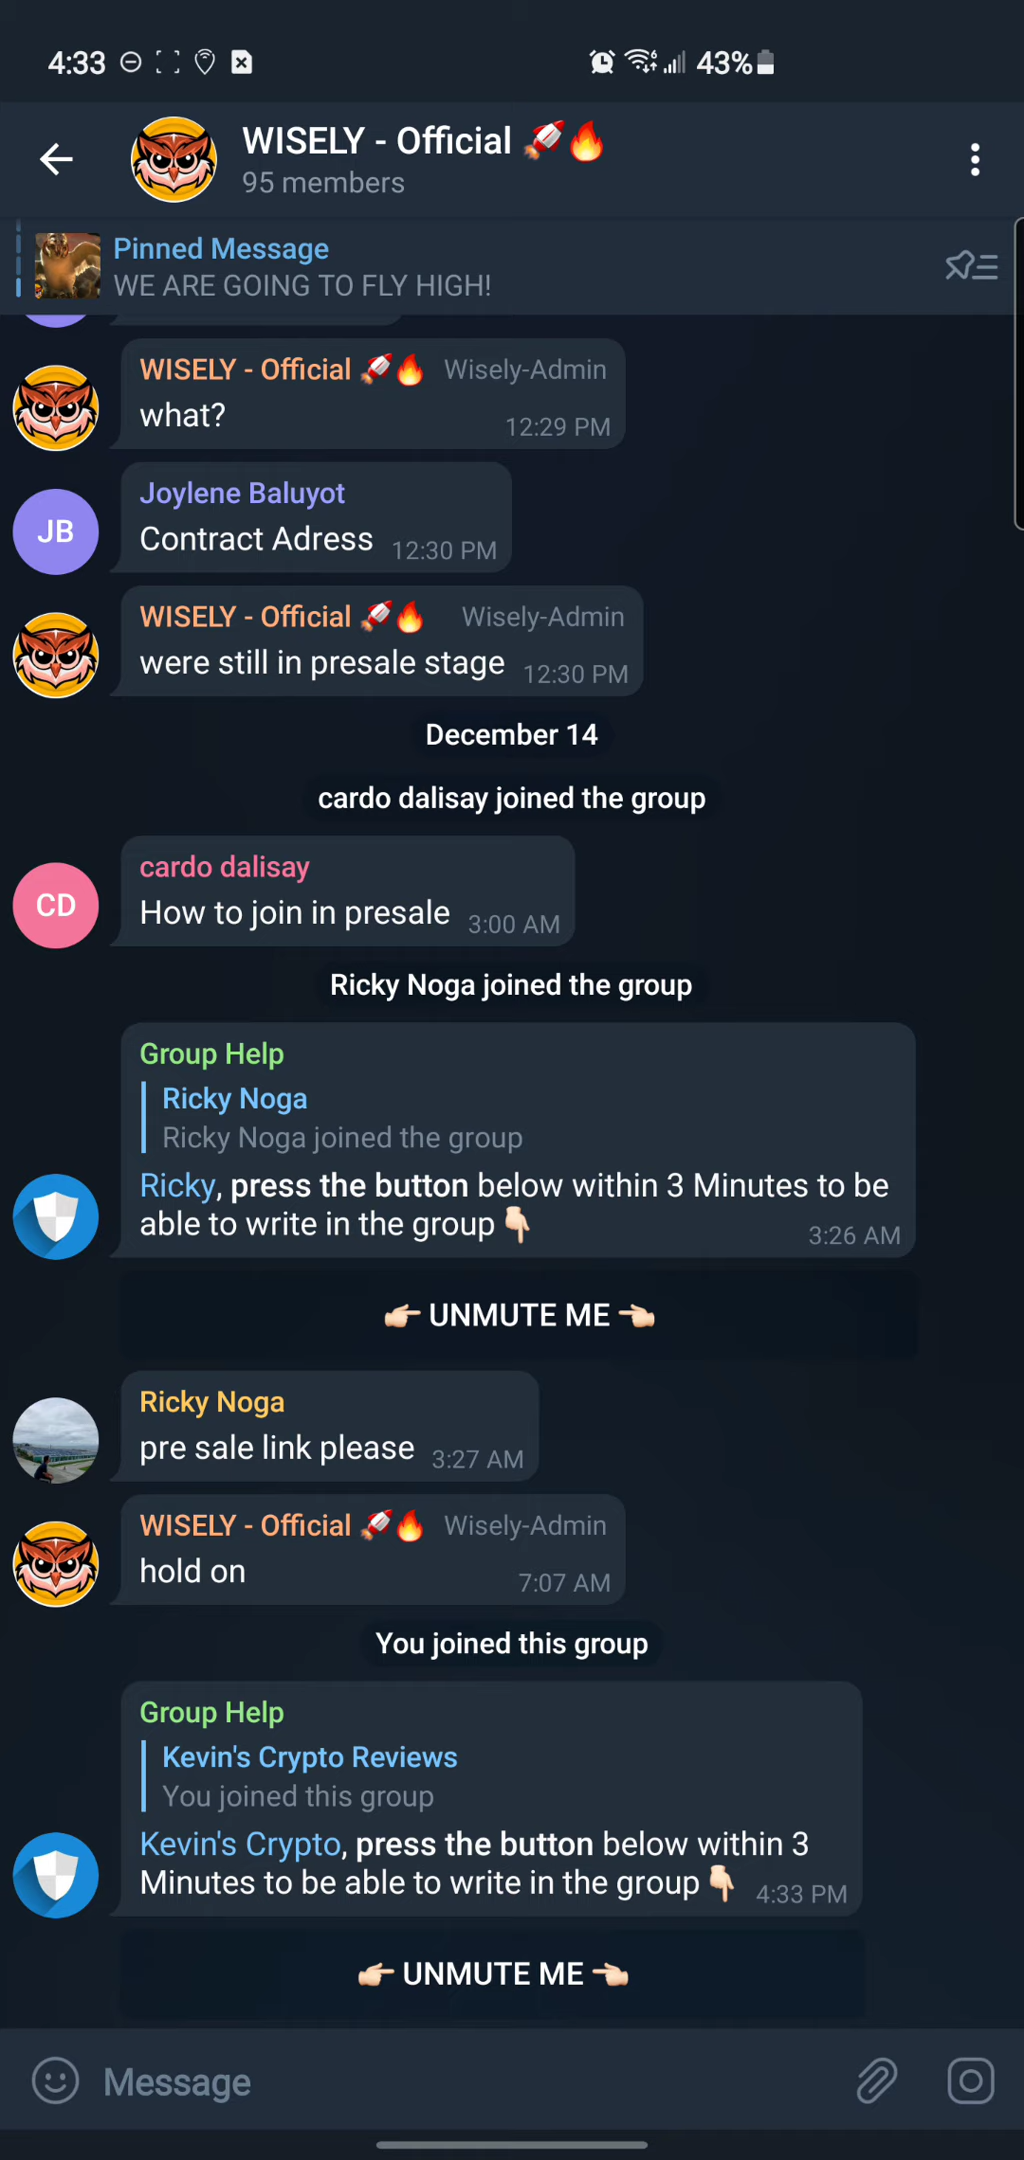 4:33
43%
WISELY - Official 🚀🔥
95 members
Pinned Message
WE ARE GOING TO FLY HIGH!
WISELY - Official 🚀🔥 Wisely-Admin
what?
12:29 PM
JB
Joylene Baluyot
Contract Adress 12:30 PM
WISELY - Official 🚀🔥 Wisely-Admin
were still in presale stage 12:30 PM
December 14
cardo dalisay joined the group
CD
cardo dalisay
How to join in presale 3:00 AM
Ricky Noga joined the group
Group Help
Ricky Noga
Ricky Noga joined the group
Ricky, press the button below within 3 Minutes to be
able to write in the group👇🏻 3:26 AM
👉🏻 UNMUTE ME 👈🏻
Ricky Noga
pre sale link please 3:27 AM
WISELY - Official 🚀🔥 Wisely-Admin
hold on 7:07 AM
You joined this group
Group Help
Kevin's Crypto Reviews
You joined this group
Kevin's Crypto, press the button below within 3
Minutes to be able to write in the group👇🏻 4:33 PM
👉🏻 UNMUTE ME 👈🏻
Message